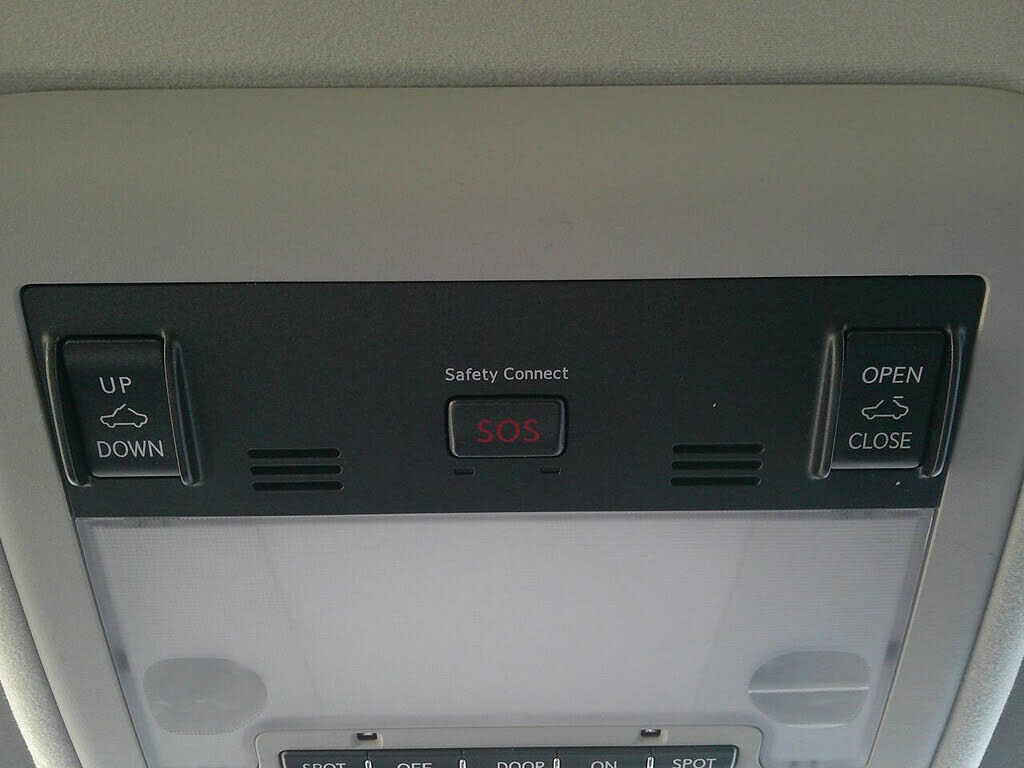 UP
DOWN
Safety Connect
SOS
OPEN
CLOSE
SPOT OFF DOOR ON SPOT